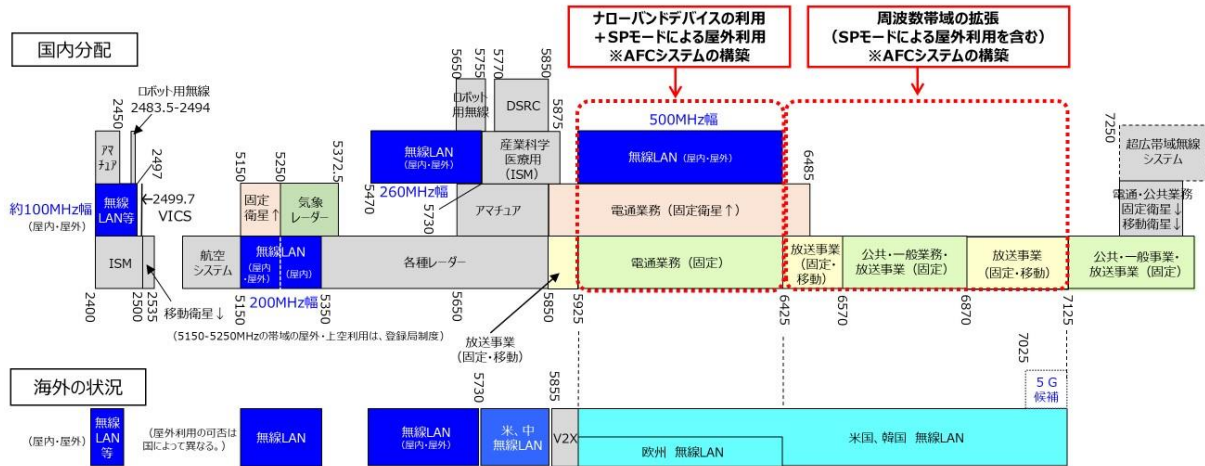 国内分配
ナローバンドデバイスの利用
+SPモードによる屋外利用
※AFCシステムの構築
周波数帯域の拡張
(SPモードによる屋外利用を含む)
※AFCシステムの構築
ロボット用無線
2483.5-2494
2450
2497
アマ
チュア
無線
LAN等
約100MHz幅
(屋内・屋外)
2499.7
VICS
ISM
2400
2500
2535
移動衛星↓
5150
5250
5372.5
固定
衛星↑
気象
レーダー
航空
システム
無線LAN
(屋内
・屋外)
(屋内)
200MHz幅
5150
5350
(5150-5250MHzの帯域の屋外・上空利用は、登録局制度)
5650
5755
5770
5850
5875
ロボット
用無線
DSRC
無線LAN
(屋内・屋外)
産業科学
医療用
(ISM)
5470
260MHz幅
5730
アマチュア
各種レーダー
5650
5850
5925
放送事業
(固定・移動)
500MHz幅
無線LAN (屋内・屋外)
6485
電通業務(固定衛星↑)
電通業務(固定)
放送事業
(固定・
移動)
公共・一般業務・
放送事業(固定)
放送事業
(固定・移動)
公共・一般事業・
放送事業(固定)
6425
6570
6870
7125
7250
超広帯域無線
システム
電通・公共業務
固定衛星↓
移動衛星↓
海外の状況
(屋内・屋外)
無線
LAN
等
(屋外利用の可否は
国によって異なる。)
無線LAN
無線LAN
(屋内・屋外)
5730
米、中
無線LAN
5855
V2X
欧州 無線LAN
米国、韓国 無線LAN
7025
5G
候補